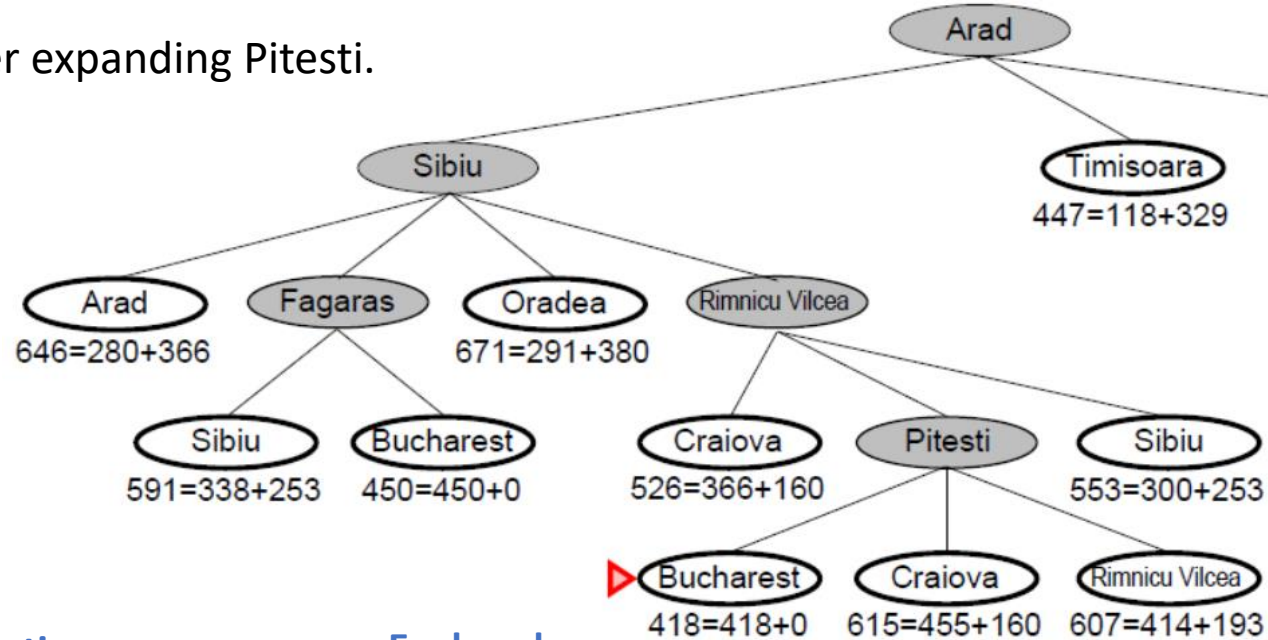 er expanding Pitesti.
Arad
Sibiu
Timisoara
447=118+329
Arad
Fagaras
Oradea
Rimnicu Vilcea
646=280+366
671=291+380
Sibiu
Bucharest
Craiova
Pitesti
Sibiu
591=338+253
450=450+0
526=366+160
553=300+253
Bucharest
Craiova
Rimnicu Vilcea
418=418+0
615=455+160
607=414+193